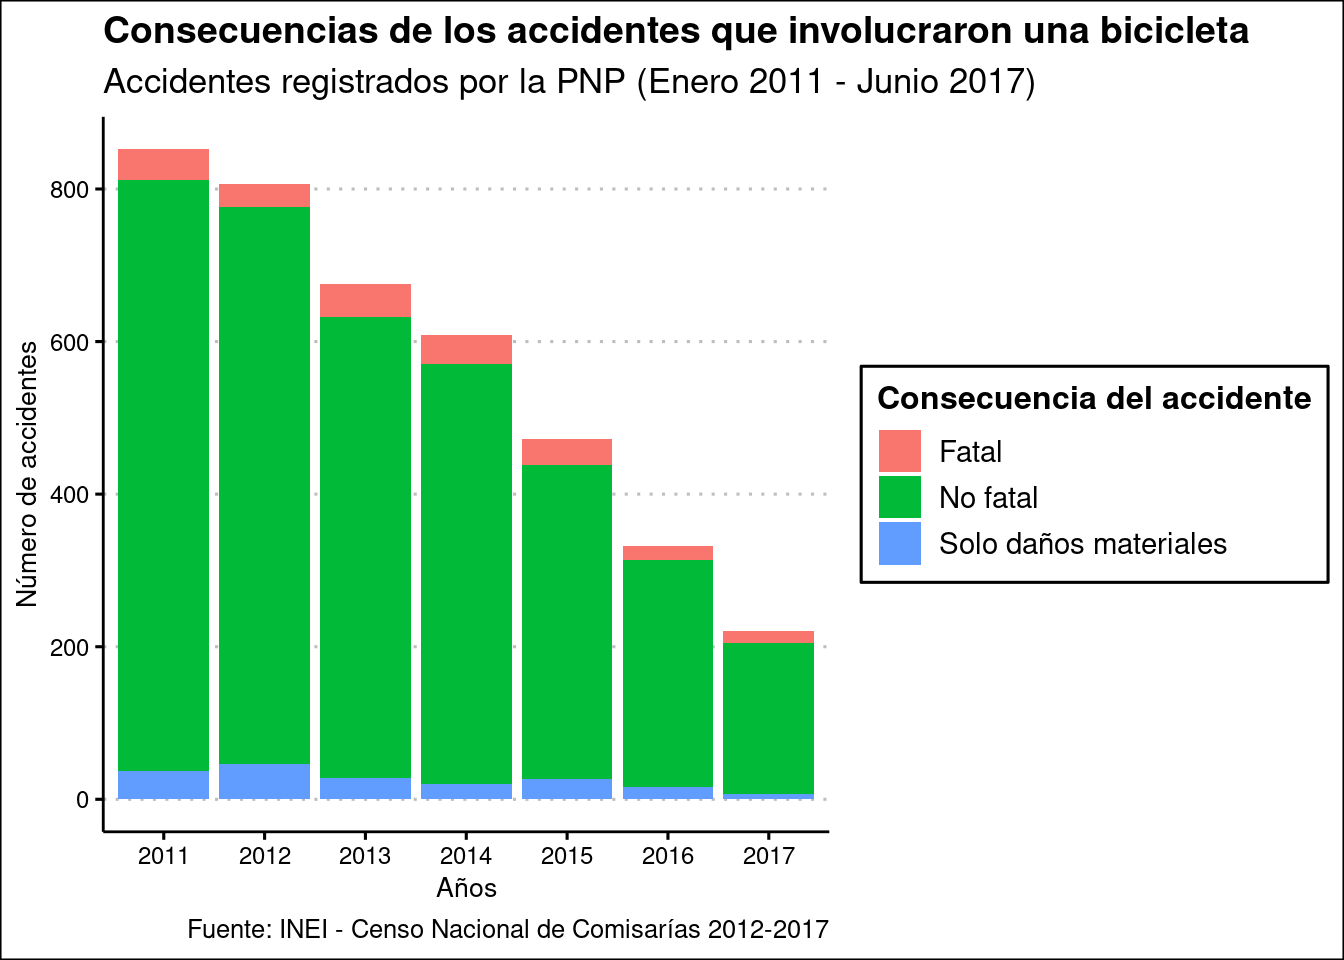 Consecuencias de los accidentes que involucraron una bicicleta
Accidentes registrados por la PNP (Enero 2011 - Junio 2017)
Número de accidentes
800
600
400
200
0
2011 2012 2013 2014 2015 2016 2017
Años
Consecuencia del accidente
Fatal
No fatal
Solo daños materiales
Fuente: INEI - Censo Nacional de Comisarías 2012-2017